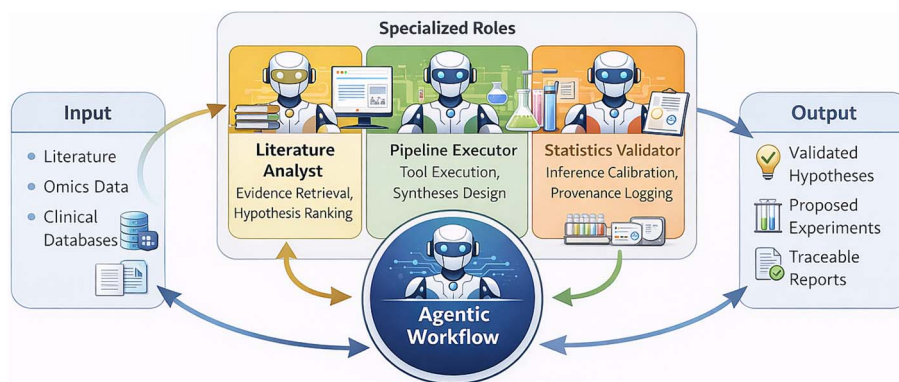 Specialized Roles
Input
Literature
Omics Data
Clinical
Databases
Literature
Analyst
Evidence Retrieval,
Hypothesis Ranking
Pipeline Executor
Tool Execution,
Syntheses Design
Statistics Validator
Inference Calibration,
Provenance Logging
Agentic
Workflow
Output
Validated
Hypotheses
Proposed
Experiments
Traceable
Reports